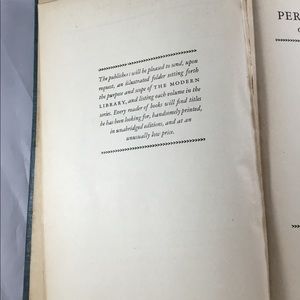 The publishers will be pleased to send, upon
request, an illustrated folder setting forth
the purpose and scope of THE MODERN
LIBRARY, and listing each volume in the
series. Every reader of books will find titles
he has been looking for, handsomely printed,
in unabridged editions, and at an
unusually low price.
PER